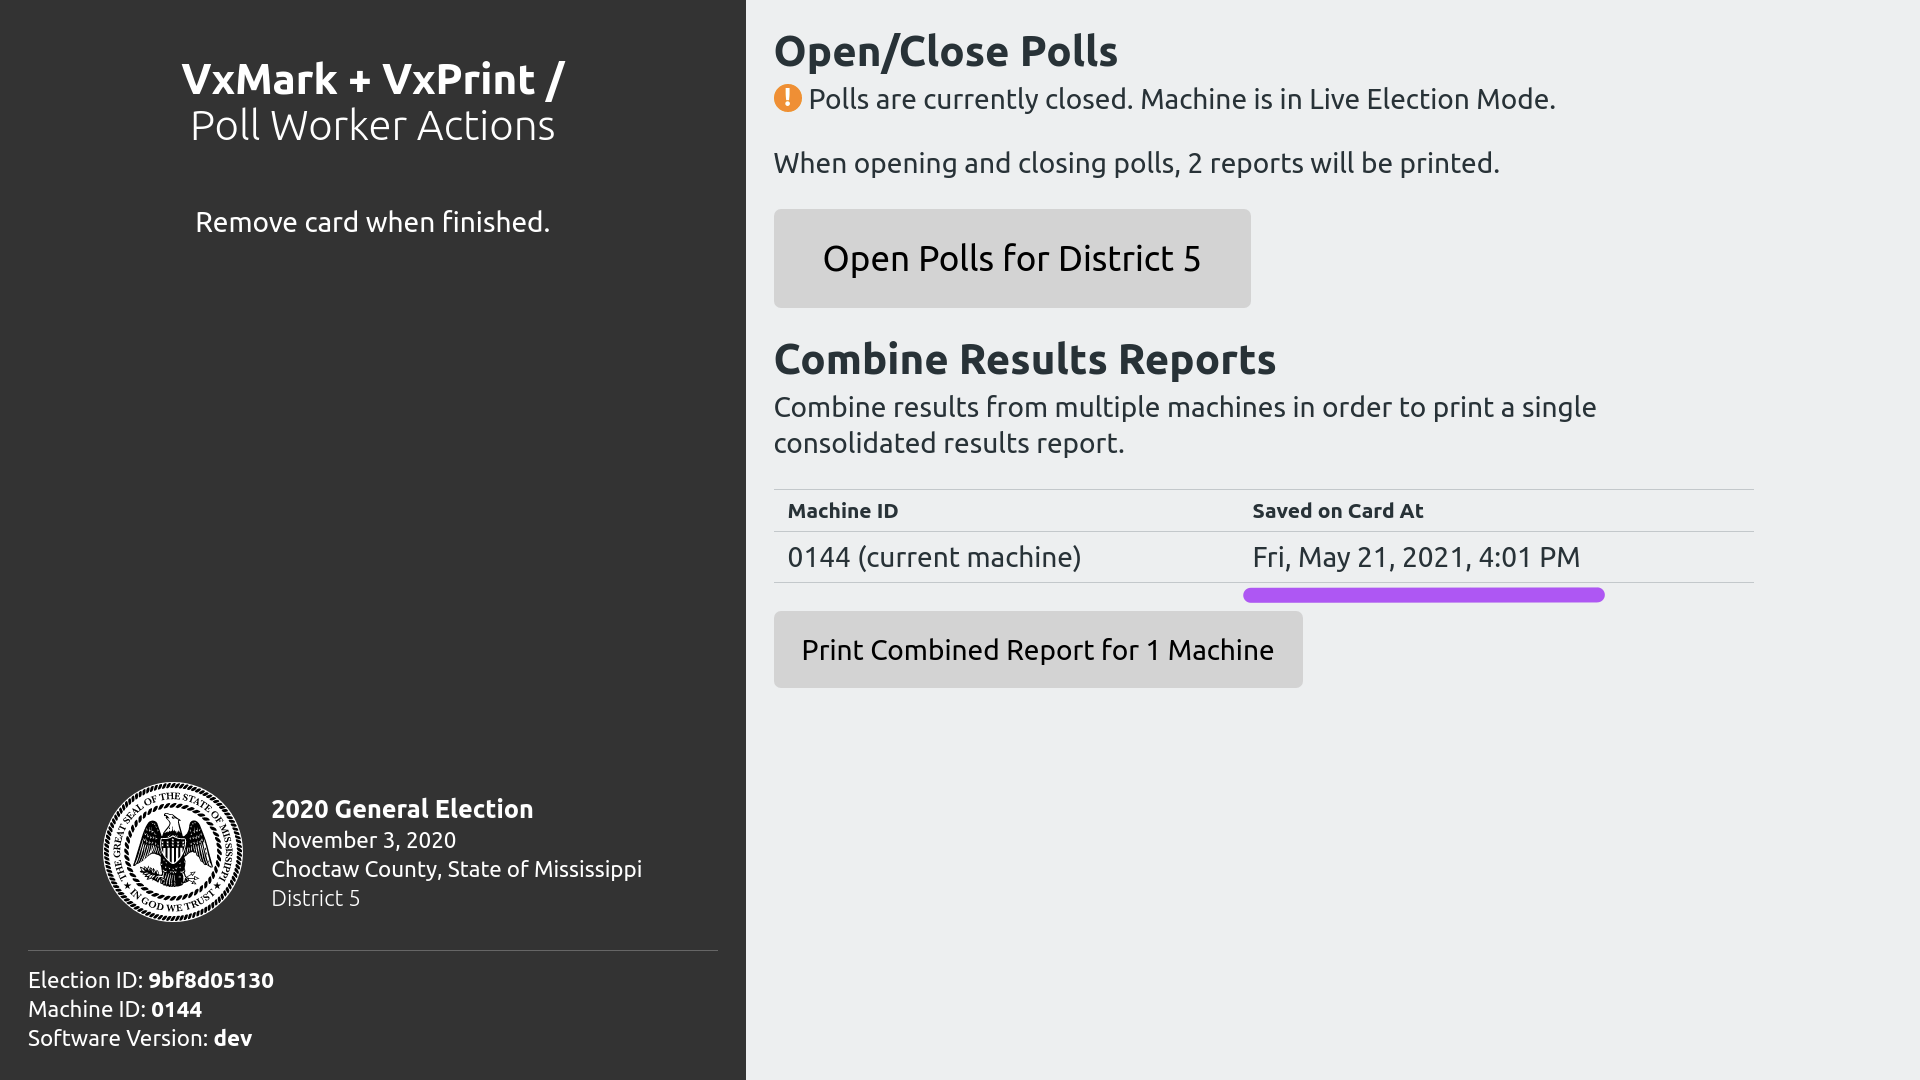 VxMark + VxPrint /
Poll Worker Actions
Remove card when finished.
THE GREAT SEAL OF THE STATE OF MISSISSIPPI
★ IN GOD WE TRUST ★
2020 General Election
November 3, 2020
Choctaw County, State of Mississippi
District 5
Election ID: 9bf8d05130
Machine ID: 0144
Software Version: dev
Open/Close Polls
! Polls are currently closed. Machine is in Live Election Mode.
When opening and closing polls, 2 reports will be printed.
Open Polls for District 5
Combine Results Reports
Combine results from multiple machines in order to print a single
consolidated results report.
Machine ID Saved on Card At
0144 (current machine) Fri, May 21, 2021, 4:01 PM
Print Combined Report for 1 Machine